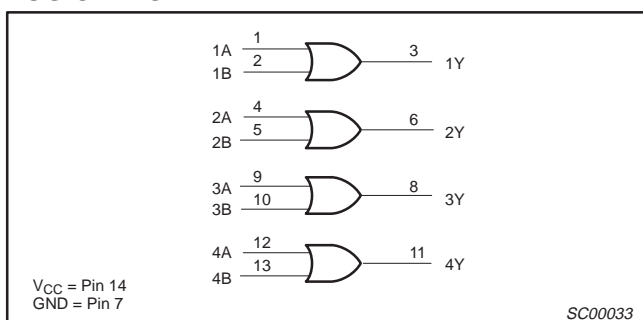 1A 1 3 1Y
1B 2
2A 4 6 2Y
2B 5
3A 9 8 3Y
3B 10
4A 12 11 4Y
4B 13
VCC = Pin 14
GND = Pin 7
SC00033